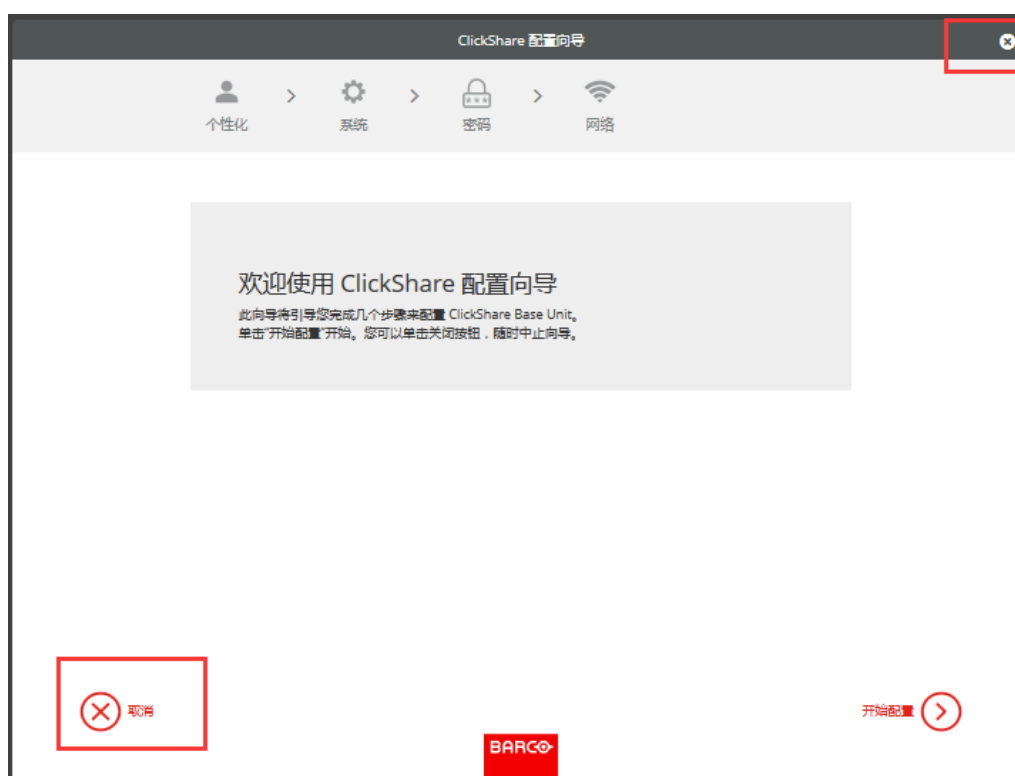 ClickShare 配置向导
个性化
系统
密码
网络
欢迎使用 ClickShare 配置向导
此向导将引导您完成几个步骤来配置 ClickShare Base Unit。
单击“开始配置”开始。您可以单击关闭按钮，随时中止向导。
取消
开始配置
BARCO